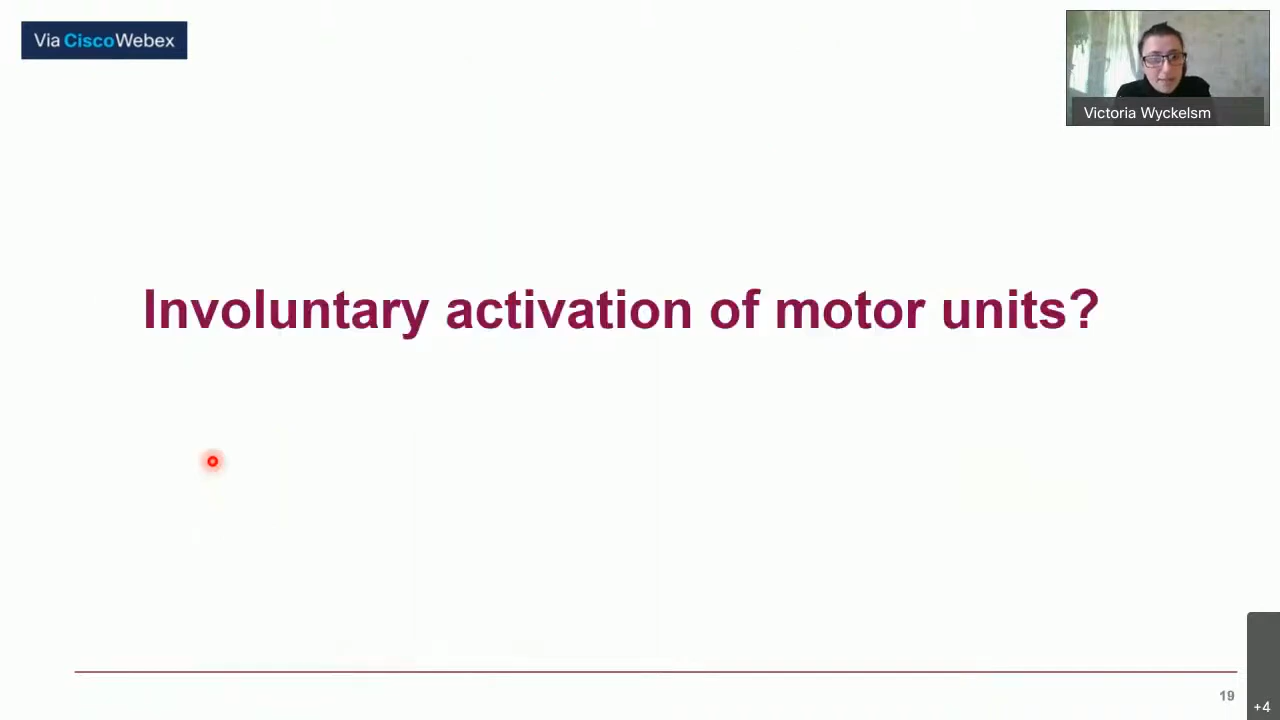 Via CiscoWebex
Victoria Wyckelsm
Involuntary activation of motor units?
19
+4